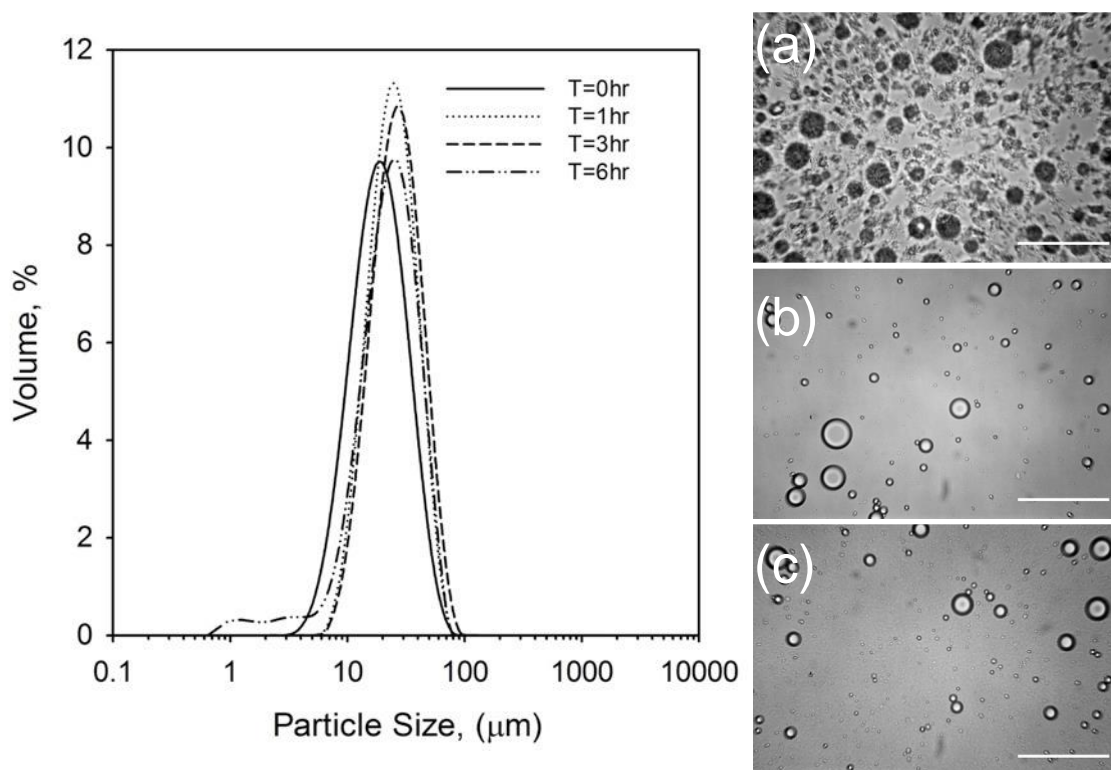 12
10
8
6
4
2
0
Volume, %
T=0hr
T=1hr
T=3hr
T=6hr
0.1 1 10 100 1000 10000
Particle Size, (μm)
(a)
(b)
(c)